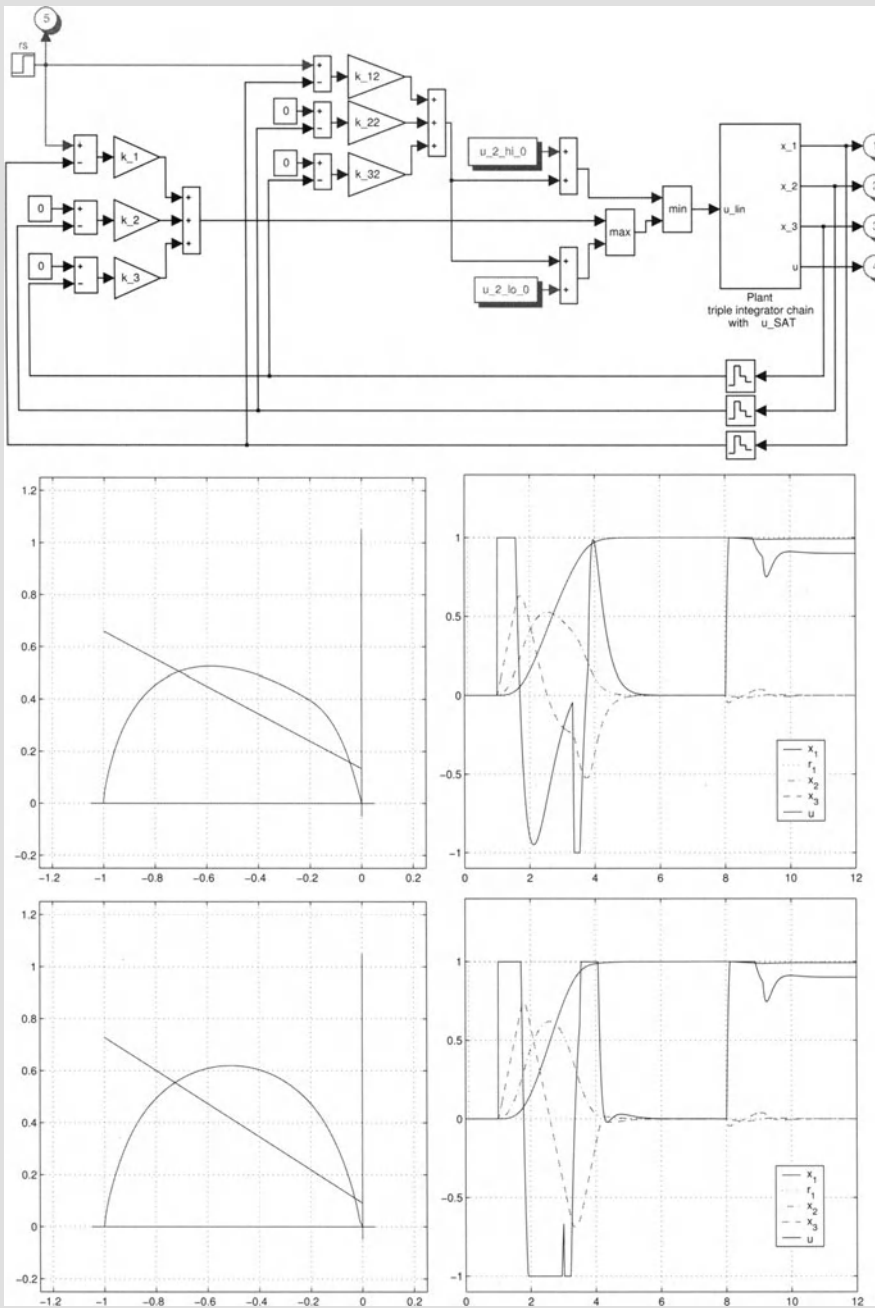 5
rs
k_12
0
k_22
0
k_32
k_1
0
k_2
0
k_3
u_2_hi_0
u_2_lo_0
max
min
u_lin
x_1
x_2
x_3
u
Plant
triple integrator chain
with u_SAT
1.2
1
0.8
0.6
0.4
0.2
0
−0.2
−1.2 −1 −0.8 −0.6 −0.4 −0.2 0 0.2
1
0.5
0
−0.5
−1
0 2 4 6 8 10 12
x1
r1
x2
x3
u
1.2
1
0.8
0.6
0.4
0.2
0
−0.2
−1.2 −1 −0.8 −0.6 −0.4 −0.2 0 0.2
1
0.5
0
−0.5
−1
0 2 4 6 8 10 12
x1
r1
x2
x3
u